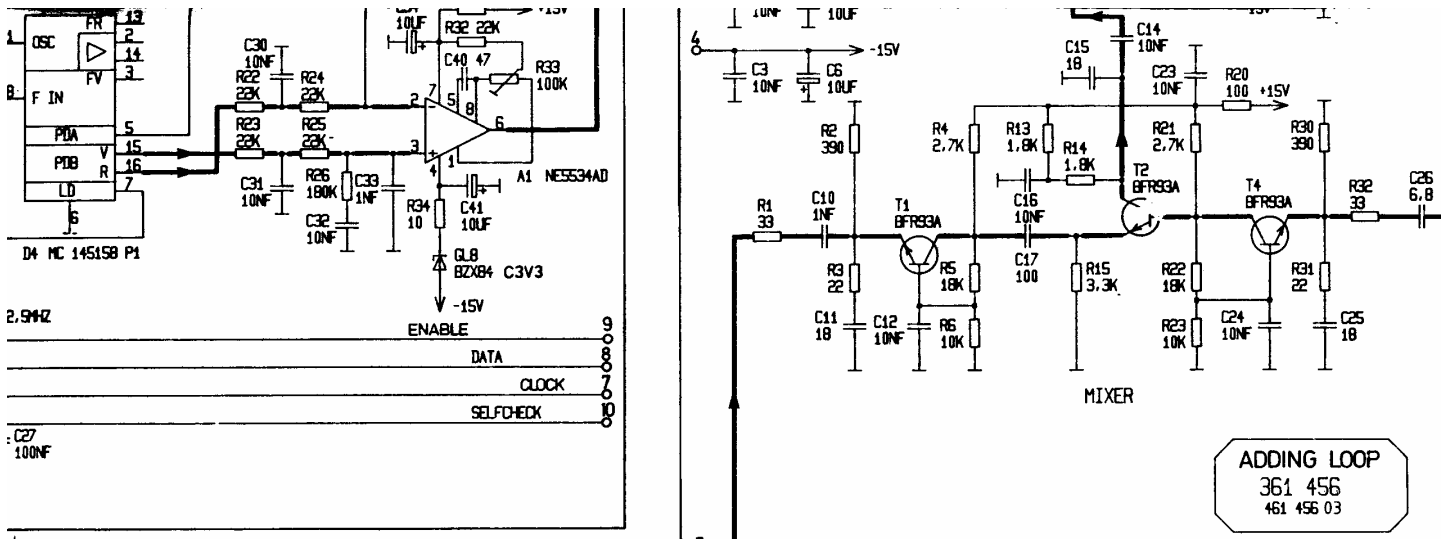 FR
13
OSC
1
2
14
FV
3
F IN
8
PDA
5
PDB
V
15
R
16
LD
7
6
D4 MC 145158 P1
2,5MHZ
C27
100NF
C30
10NF
R22
22K
R24
22K
R23
22K
R25
22K
C31
10NF
R26
180K
C33
1NF
C32
10NF
10UF
R32 22K
+15V
C40 47
R33
100K
2
7
5
8
6
3
4
1
A1 NE5534AD
R34
10
C41
10UF
GL8
BZX84 C3V3
-15V
ENABLE
9
DATA
8
CLOCK
7
SELFCHECK
10
10NF
10UF
4
-15V
C3
10NF
C6
10UF
C14
10NF
C15
18
C23
10NF
R20
100
+15V
R2
390
R4
2,7K
R13
1,8K
R14
1,8K
R21
2,7K
R30
390
T2
BFR93A
C16
10NF
T4
BFR93A
R32
33
C26
6,8
R1
33
C10
1NF
T1
BFR93A
C17
100
R3
22
R5
18K
R15
3,3K
R22
18K
R31
22
C11
18
C12
10NF
R6
10K
R23
10K
C24
10NF
C25
18
MIXER
ADDING LOOP
361 456
461 456 03